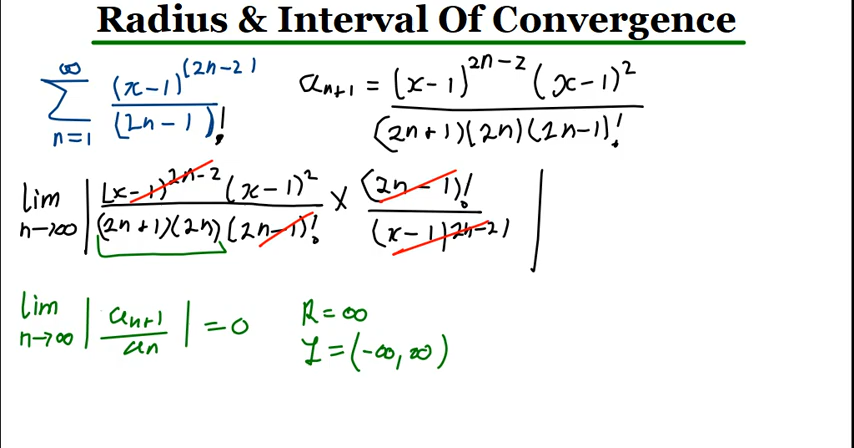 Radius & Interval Of Convergence
∑_{n=1}^{∞} (x-1)^{(2n-2)} / (2n-1)!   a_{n+1} = (x-1)^{2n-2} (x-1)^2 / (2n+1)(2n)(2n-1)!
lim_{n→∞} | (x-1)^{2n-2} (x-1)^2 / (2n+1)(2n)(2n-1)! × (2n-1)! / (x-1)^{2n-2)} |
lim_{n→∞} | a_{n+1} / a_n | = 0   R = ∞
I = (-∞, ∞)